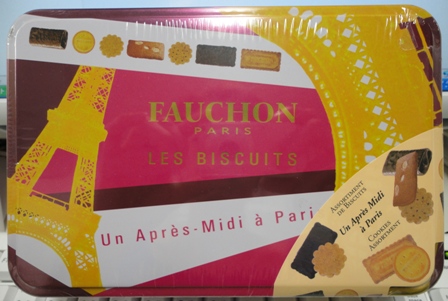 FAUCHON
PARIS
LES BISCUITS
Un Après-Midi à Pari
ASSORTIMENT
DE BISCUITS
Un Après Midi
à Paris
COOKIES
ASSORTMENT